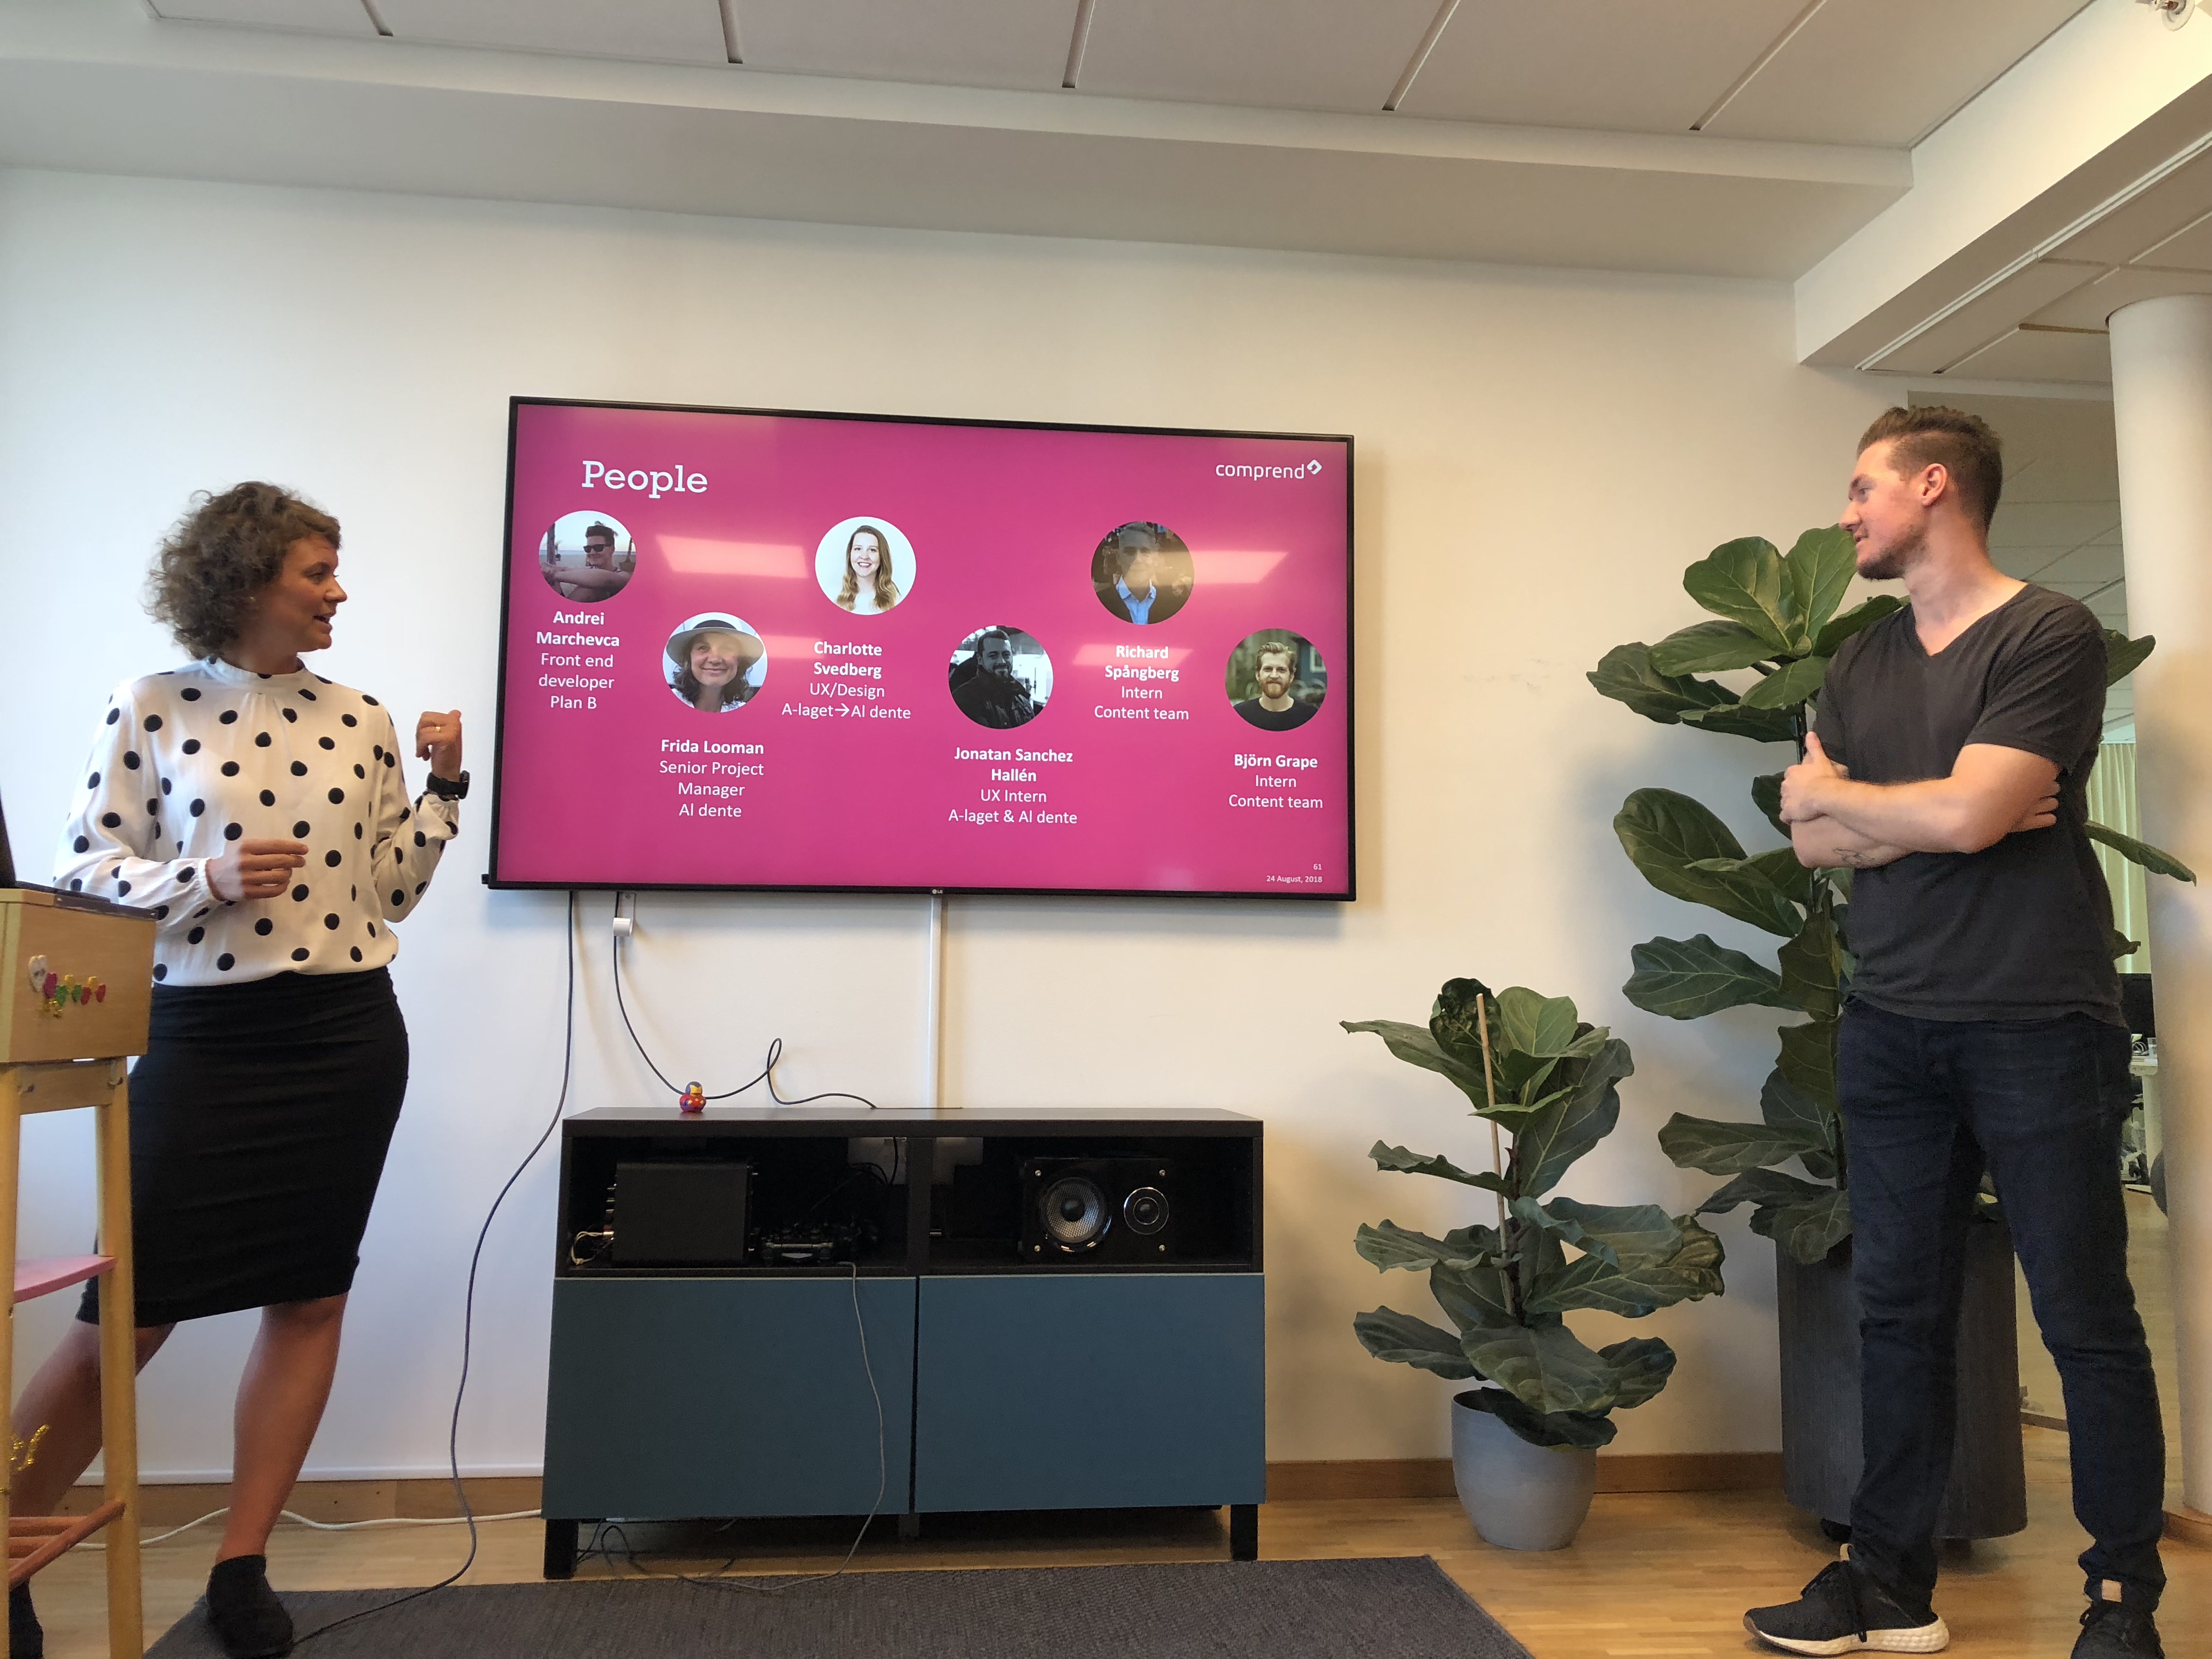 People
comprend
Andrei
Marchevca
Front end
developer
Plan B
Frida Looman
Senior Project
Manager
Al dente
Charlotte
Svedberg
UX/Design
A-laget→Al dente
Jonatan Sanchez
Hallén
UX Intern
A-laget & Al dente
Richard
Spångberg
Intern
Content team
Björn Grape
Intern
Content team
61
24 August, 2018
LG